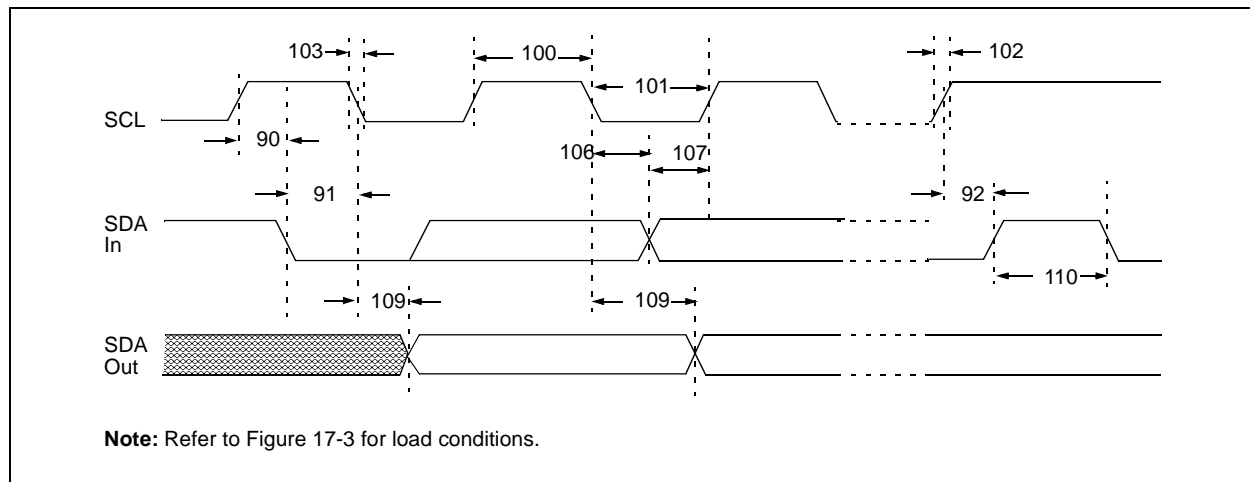 103
100
102
101
SCL
90
106
107
91
92
SDA
In
109
109
110
SDA
Out
Note: Refer to Figure 17-3 for load conditions.